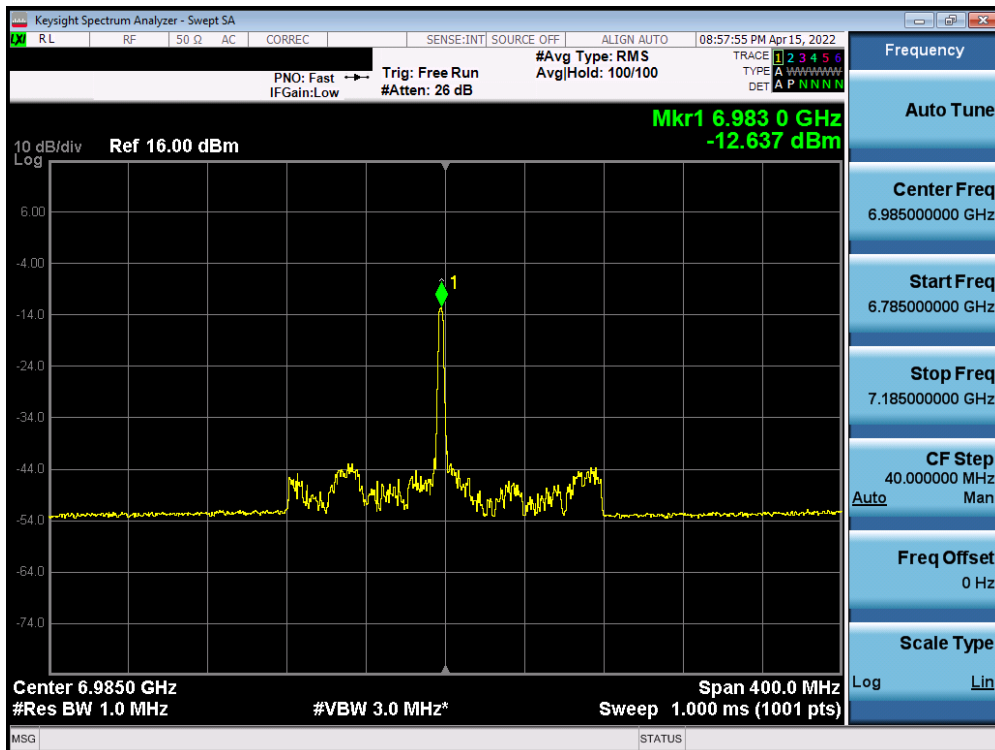 Keysight Spectrum Analyzer - Swept SA
LXI RL RF 50 Ω AC CORREC SENSE:INT SOURCE OFF ALIGN AUTO 08:57:55 PM Apr 15, 2022
PNO: Fast
IFGain:Low
Trig: Free Run
#Atten: 26 dB
#Avg Type: RMS
Avg|Hold: 100/100
TRACE 1 2 3 4 5 6
TYPE A WWWWW
DET A P N N N N
Mkr1 6.983 0 GHz
-12.637 dBm
10 dB/div Ref 16.00 dBm
Log
6.00
-4.00
1
-14.0
-24.0
-34.0
-44.0
-54.0
-64.0
-74.0
Center 6.9850 GHz Span 400.0 MHz
#Res BW 1.0 MHz #VBW 3.0 MHz* Sweep 1.000 ms (1001 pts)
MSG STATUS
Frequency
Auto Tune
Center Freq
6.985000000 GHz
Start Freq
6.785000000 GHz
Stop Freq
7.185000000 GHz
CF Step
40.000000 MHz
Auto Man
Freq Offset
0 Hz
Scale Type
Log Lin